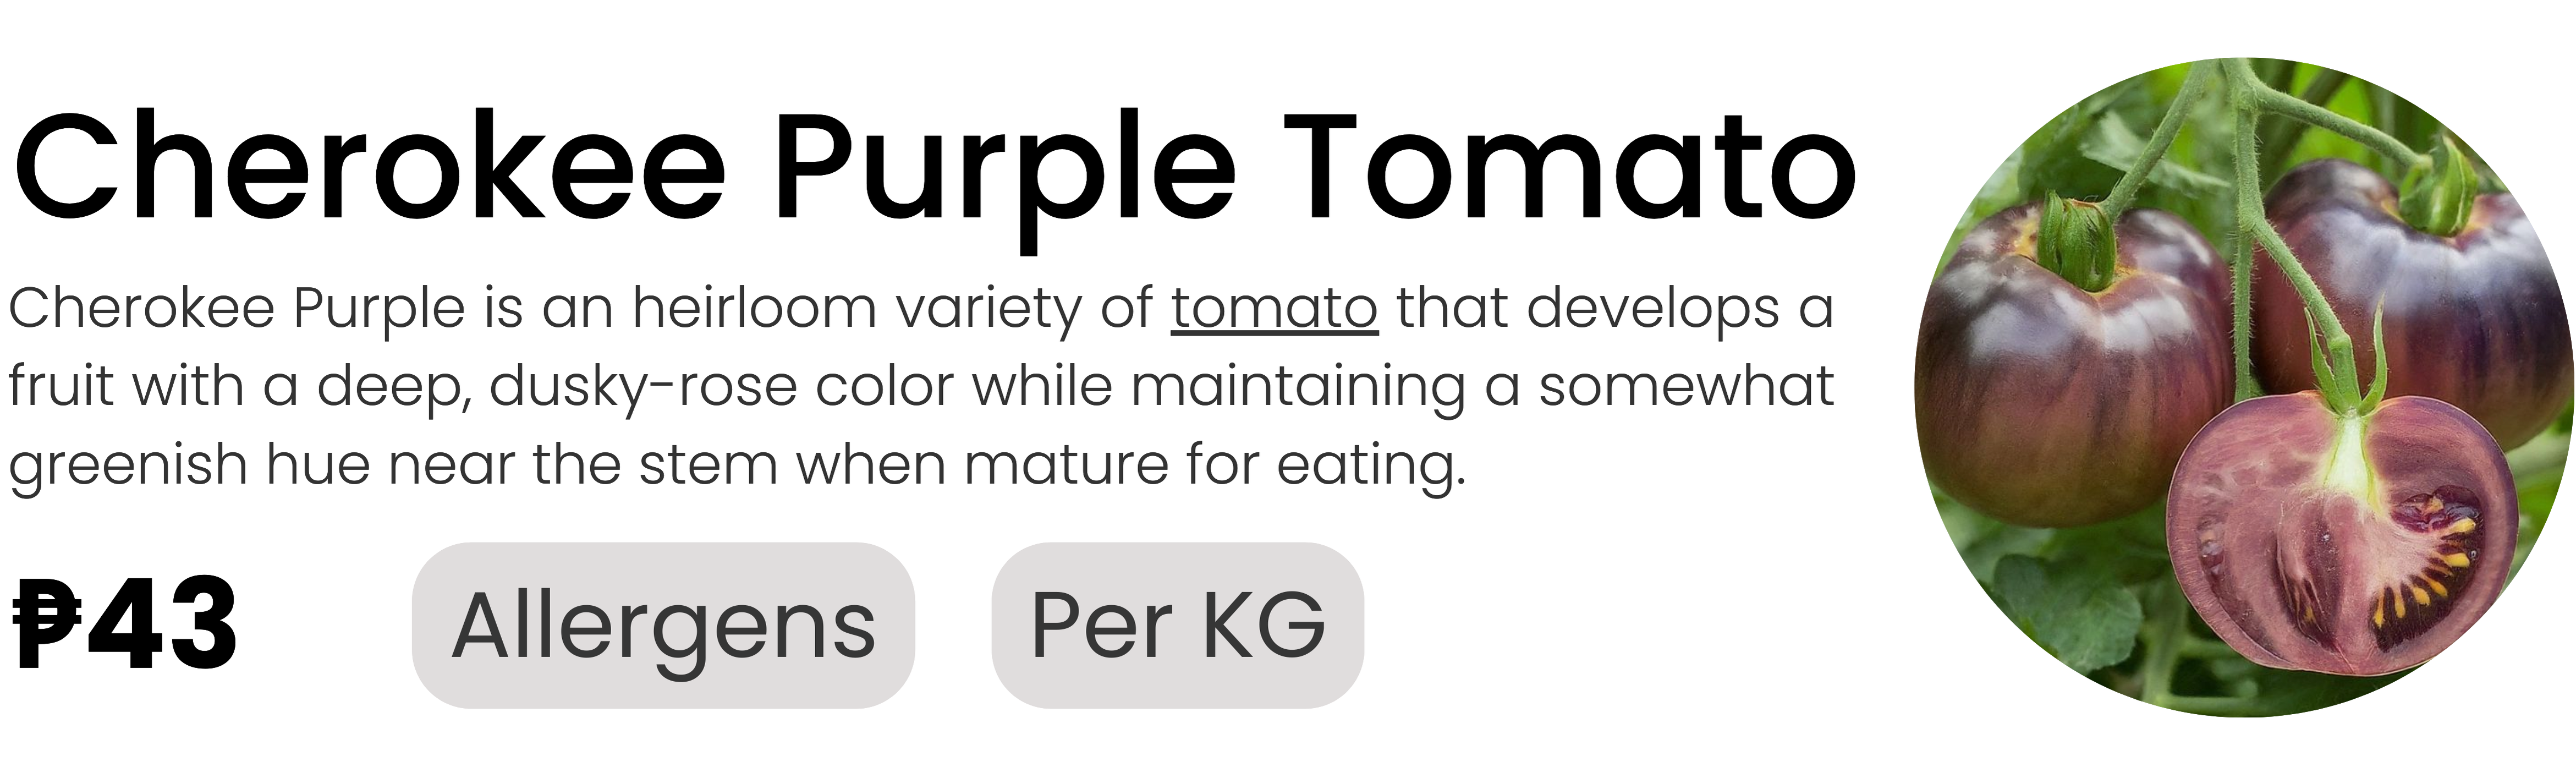 Cherokee Purple Tomato
Cherokee Purple is an heirloom variety of tomato that develops a
fruit with a deep, dusky-rose color while maintaining a somewhat
greenish hue near the stem when mature for eating.
₱43
Allergens
Per KG